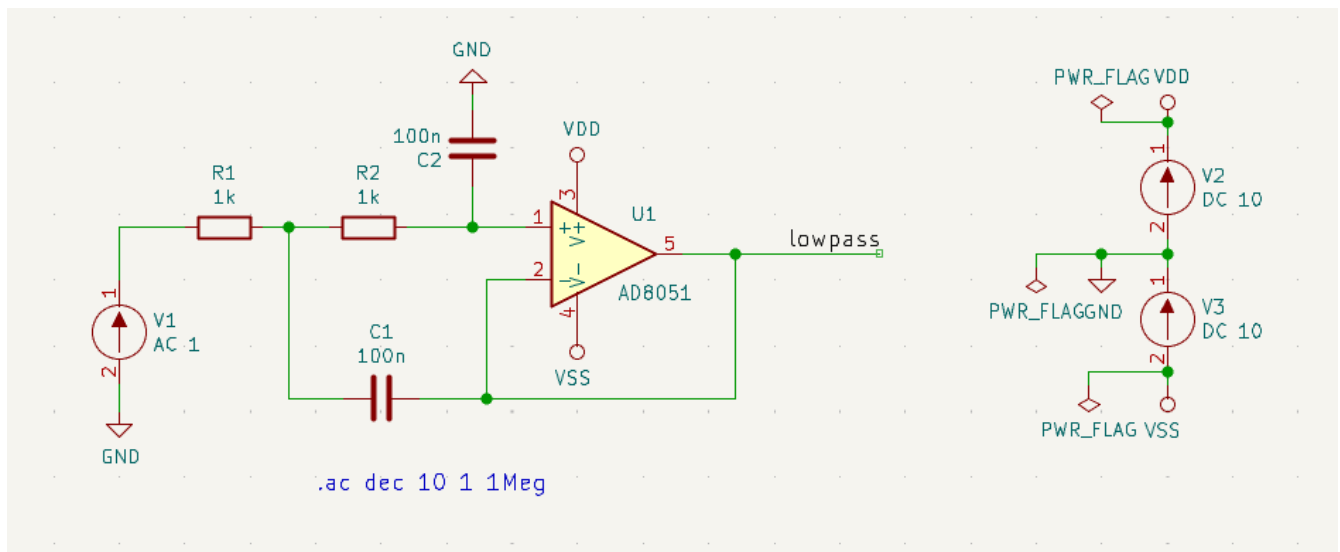 GND
PWR_FLAG VDD
100n
C2
VDD
R1
1k
R2
1k
3
1
V2
DC 10
1
+
V+
U1
5
lowpass
2
2
-
V-
AD8051
1
V1
AC 1
4
1
PWR_FLAG GND
V3
DC 10
C1
100n
2
2
VSS
GND
PWR_FLAG VSS
.ac dec 10 1 1Meg